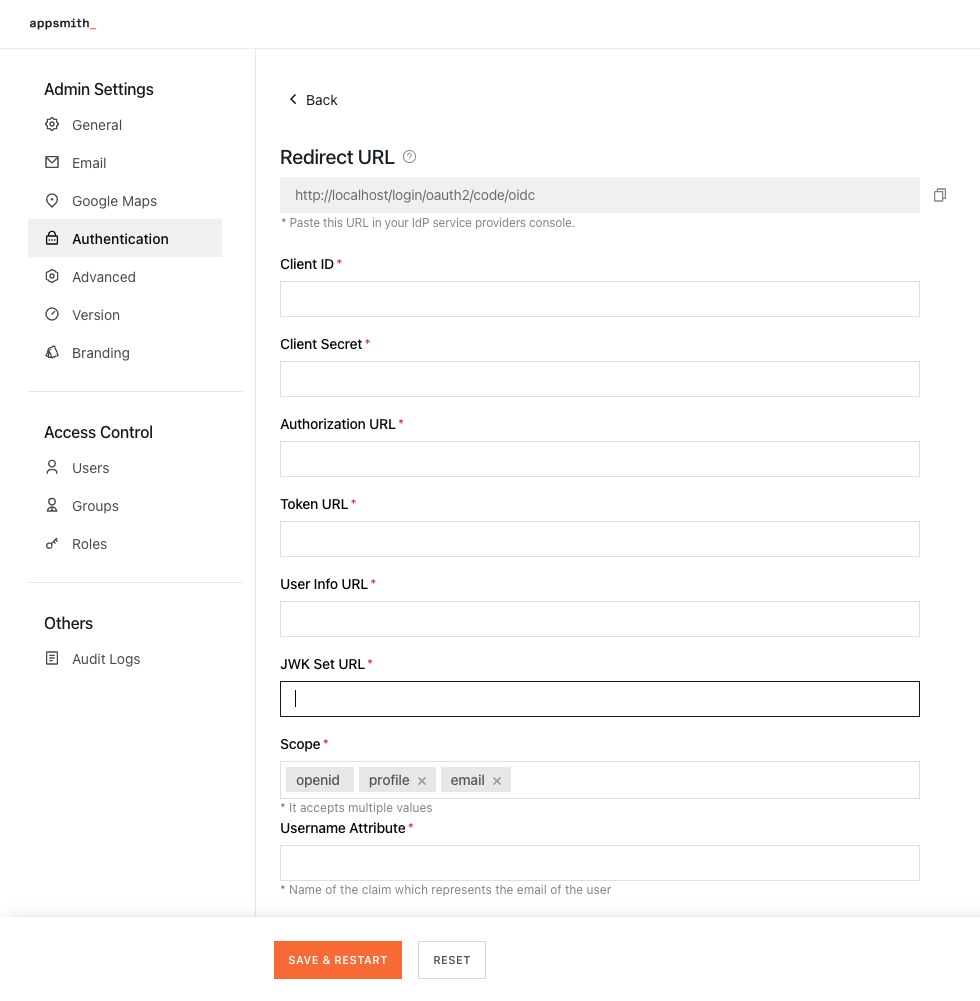 appsmith_
Admin Settings
General
Email
Google Maps
Authentication
Advanced
Version
Branding
Access Control
Users
Groups
Roles
Others
Audit Logs
Back
Redirect URL
http://localhost/login/oauth2/code/oidc
* Paste this URL in your IdP service providers console.
Client ID *
Client Secret *
Authorization URL *
Token URL *
User Info URL *
JWK Set URL *
Scope *
openid profile × email ×
* It accepts multiple values
Username Attribute *
* Name of the claim which represents the email of the user
SAVE & RESTART RESET